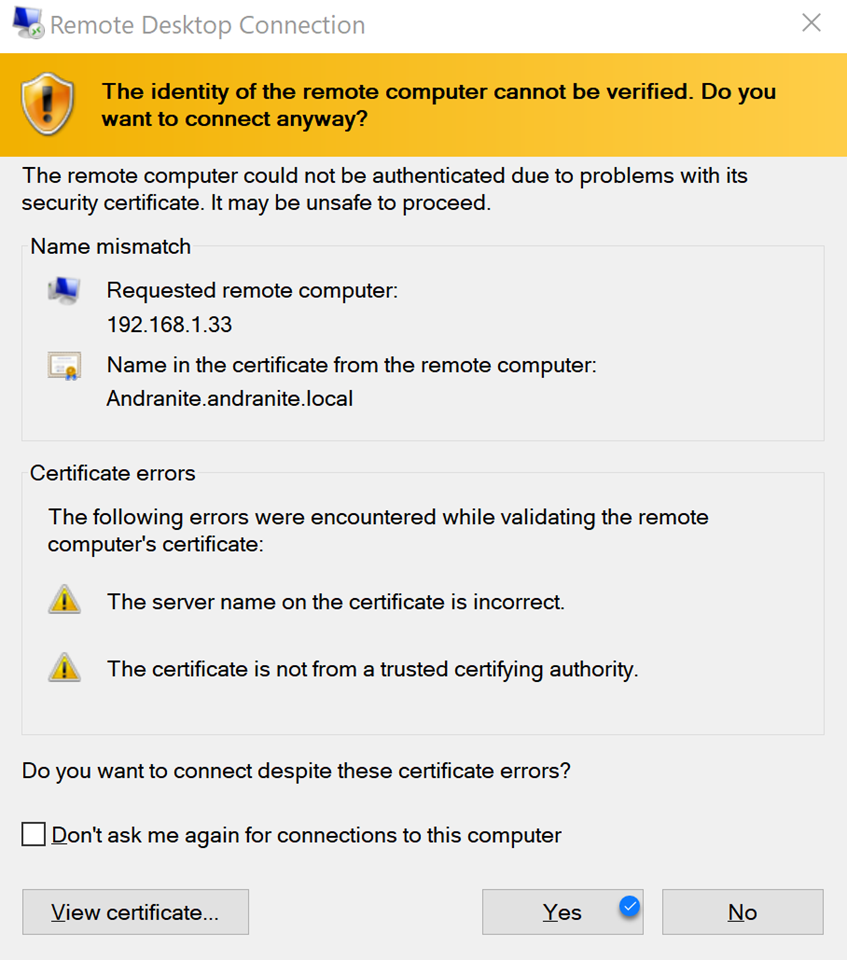 Remote Desktop Connection
The identity of the remote computer cannot be verified. Do you
want to connect anyway?
The remote computer could not be authenticated due to problems with its
security certificate. It may be unsafe to proceed.
Name mismatch
Requested remote computer:
192.168.1.33
Name in the certificate from the remote computer:
Andranite.andranite.local
Certificate errors
The following errors were encountered while validating the remote
computer's certificate:
The server name on the certificate is incorrect.
The certificate is not from a trusted certifying authority.
Do you want to connect despite these certificate errors?
Don't ask me again for connections to this computer
View certificate...
Yes
No